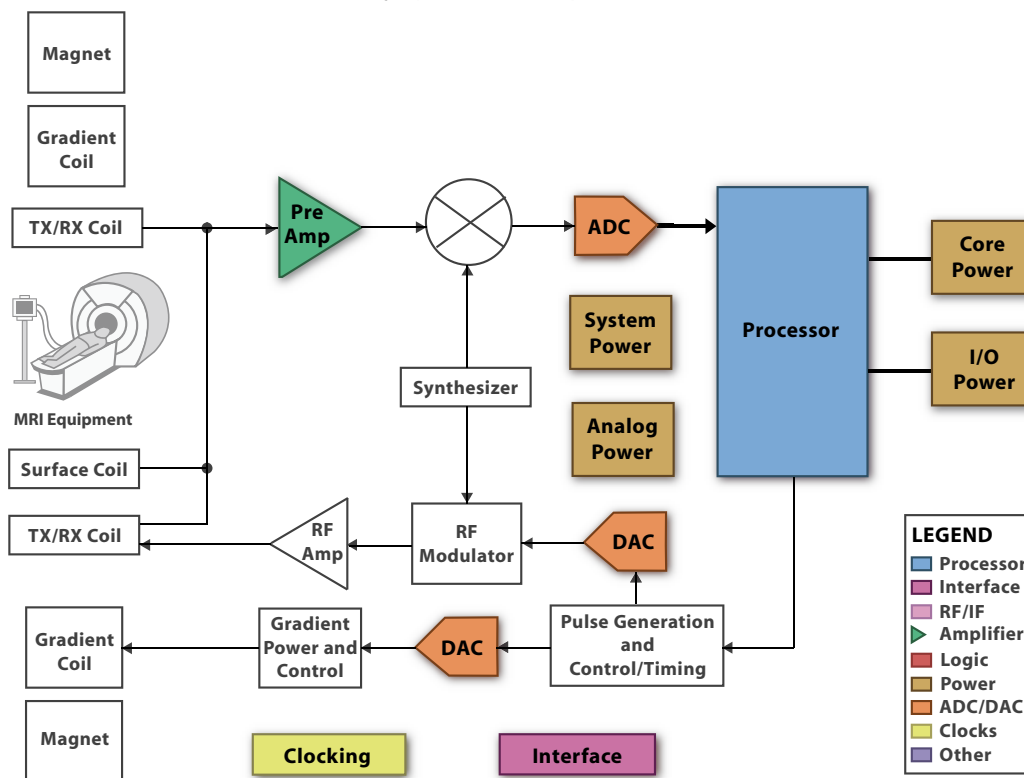 Magnet
Gradient
Coil
TX/RX Coil
Pre
Amp
ADC
Processor
Core
Power
System
Power
I/O
Power
MRI Equipment
Synthesizer
Analog
Power
Surface Coil
TX/RX Coil
RF
Amp
RF
Modulator
DAC
Gradient
Coil
Gradient
Power and
Control
DAC
Pulse Generation
and
Control/Timing
Magnet
Clocking
Interface
LEGEND
Processor
Interface
RF/IF
Amplifier
Logic
Power
ADC/DAC
Clocks
Other